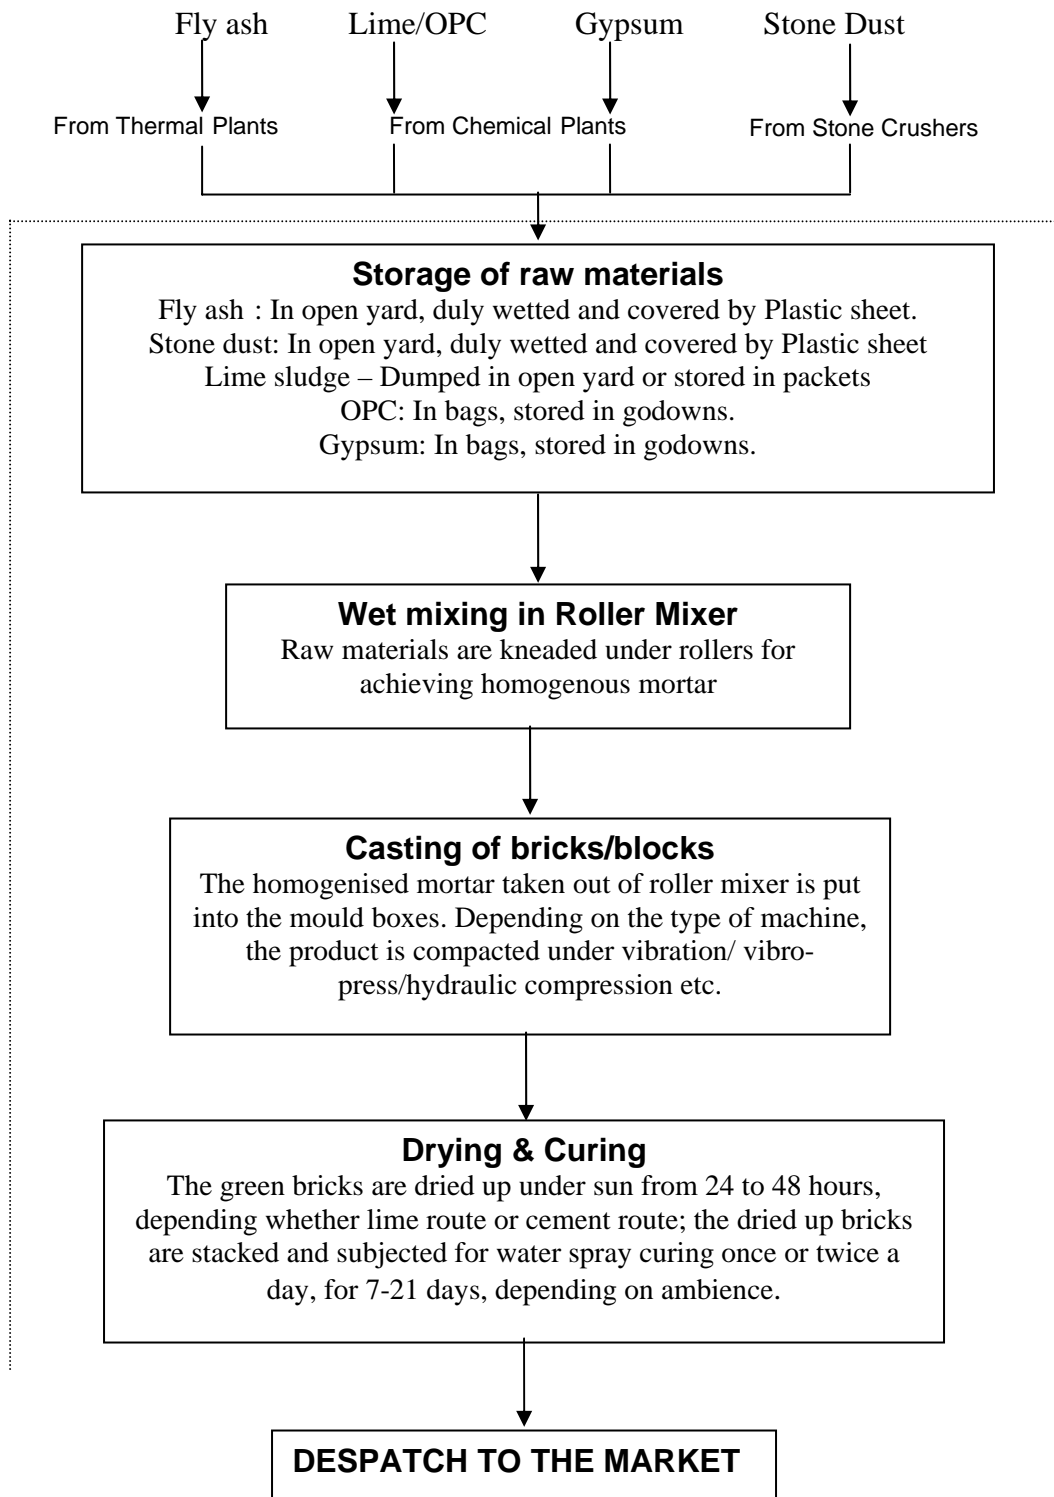 Fly ash Lime/OPC Gypsum Stone Dust
From Thermal Plants From Chemical Plants From Stone Crushers
Storage of raw materials
Fly ash : In open yard, duly wetted and covered by Plastic sheet.
Stone dust: In open yard, duly wetted and covered by Plastic sheet
Lime sludge – Dumped in open yard or stored in packets
OPC: In bags, stored in godowns.
Gypsum: In bags, stored in godowns.
Wet mixing in Roller Mixer
Raw materials are kneaded under rollers for
achieving homogenous mortar
Casting of bricks/blocks
The homogenised mortar taken out of roller mixer is put
into the mould boxes. Depending on the type of machine,
the product is compacted under vibration/ vibro-
press/hydraulic compression etc.
Drying & Curing
The green bricks are dried up under sun from 24 to 48 hours,
depending whether lime route or cement route; the dried up bricks
are stacked and subjected for water spray curing once or twice a
day, for 7-21 days, depending on ambience.
DESPATCH TO THE MARKET